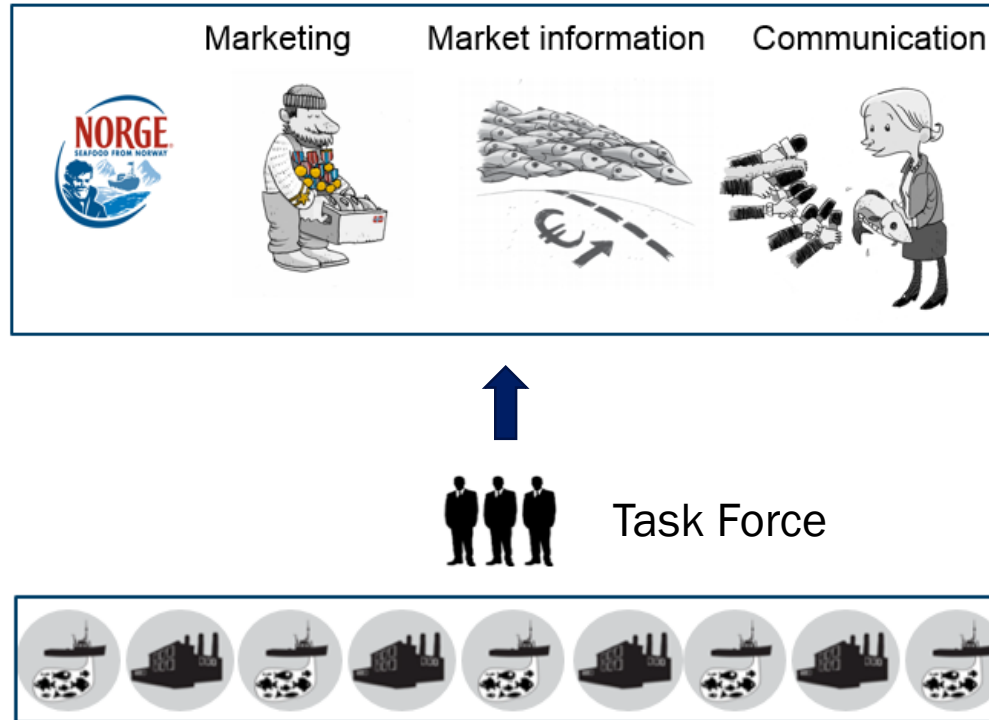 Marketing
Market information
Communication
NORGE
SEAFOOD FROM NORWAY
€
Task Force